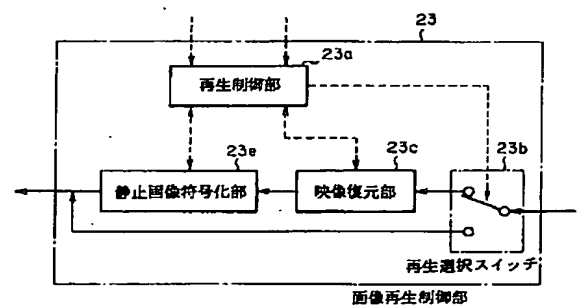 23
23a
再生制御部
23e
23c
23b
静止画像符号化部
映像復元部
再生選択スイッチ
画像再生制御部